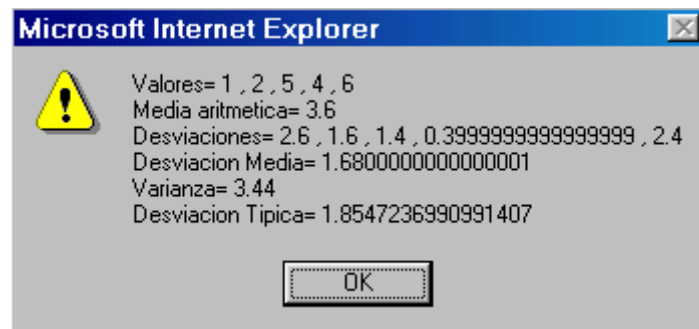 Microsoft Internet Explorer
Valores= 1 , 2 , 5 , 4 , 6
Media aritmetica= 3.6
Desviaciones= 2.6 , 1.6 , 1.4 , 0.3999999999999999 , 2.4
Desviacion Media= 1.6800000000000001
Varianza= 3.44
Desviacion Tipica= 1.8547236990991407
OK